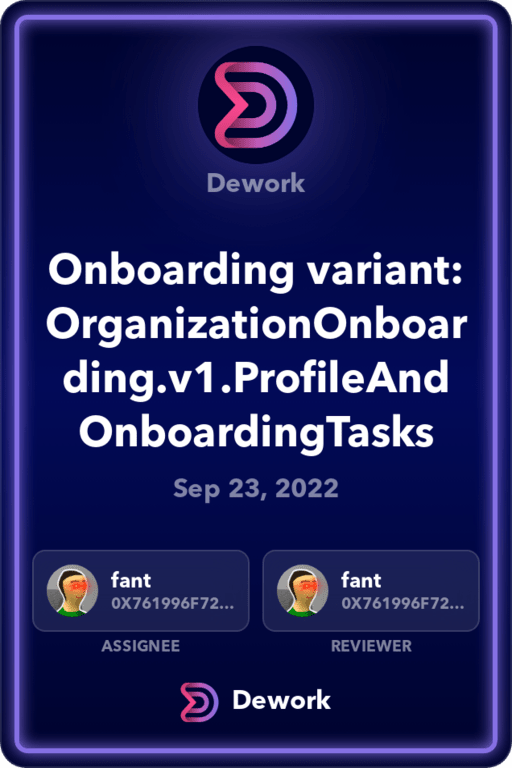 Dework
Onboarding variant:
OrganizationOnboar
ding.v1.ProfileAnd
OnboardingTasks
Sep 23, 2022
fant
0X761996F72...
ASSIGNEE
fant
0X761996F72...
REVIEWER
Dework